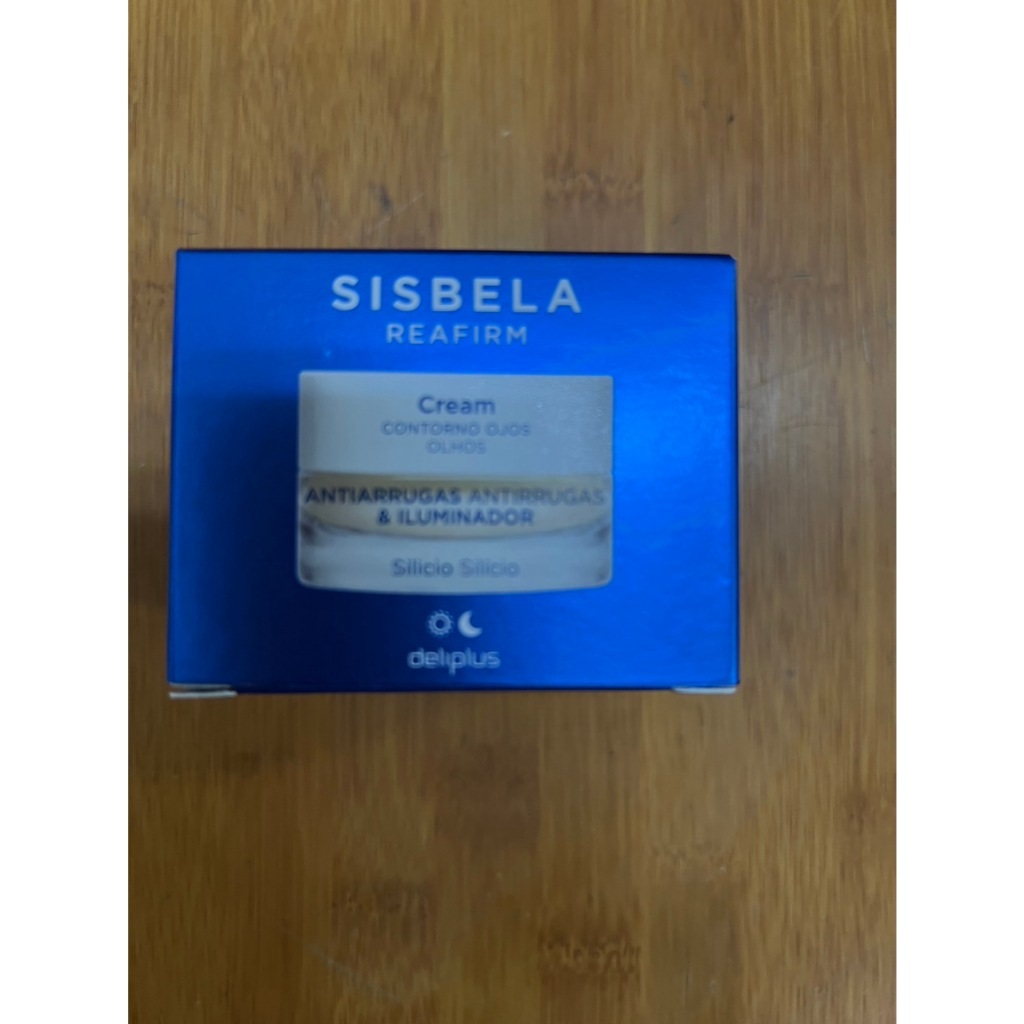 SISBELA
REAFIRM
Cream
CONTORNO OJOS
OLHOS
ANTIARRUGAS ANTIRRUGAS
& ILUMINADOR
Silicio Silício
deliplus